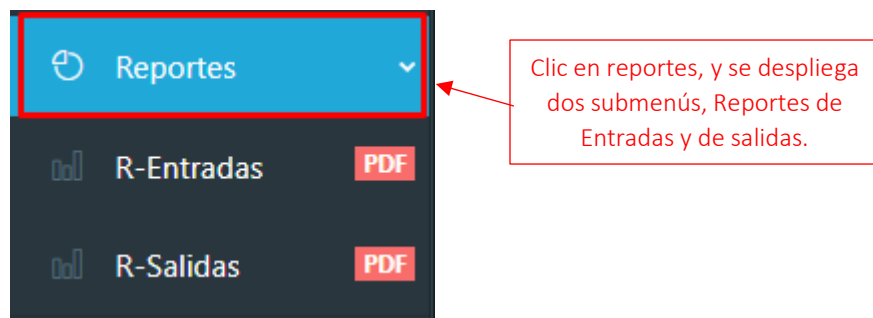 Reportes
R-Entradas PDF
R-Salidas PDF
Clic en reportes, y se despliega
dos submenús, Reportes de
Entradas y de salidas.